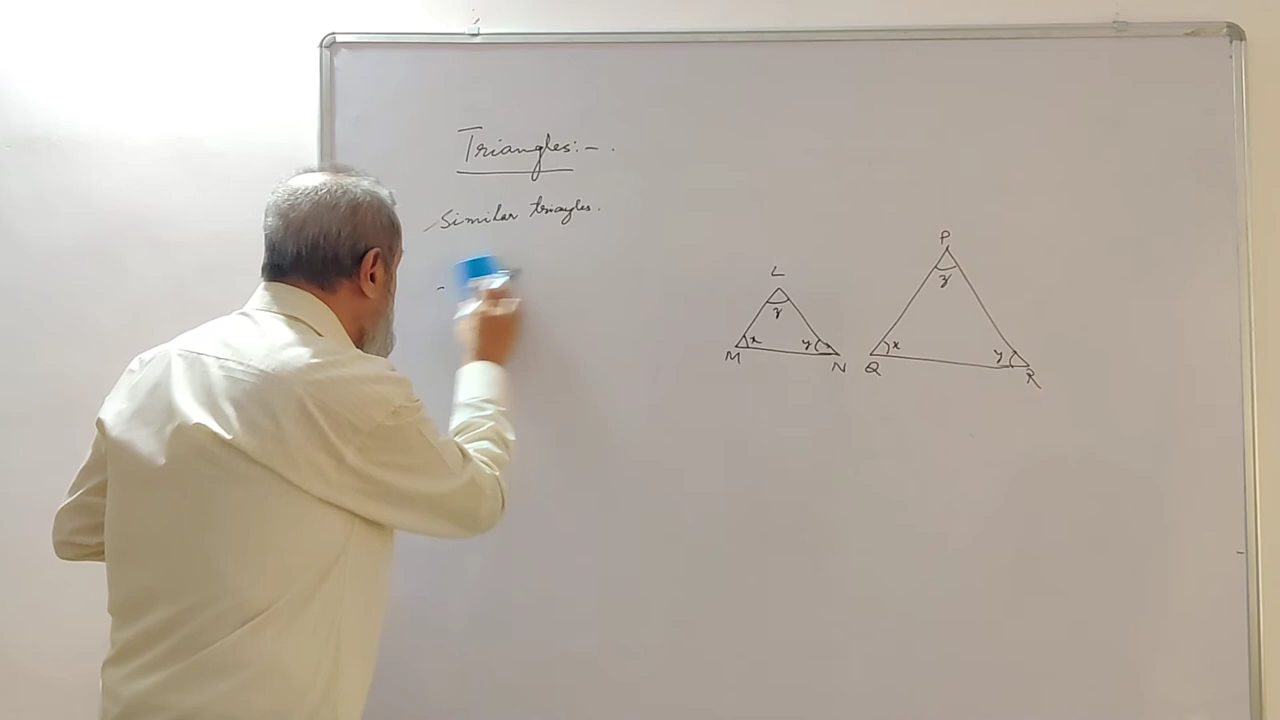 Triangles:- .
Similar triangles.
-
L
M x
y N
P
Q x
y R